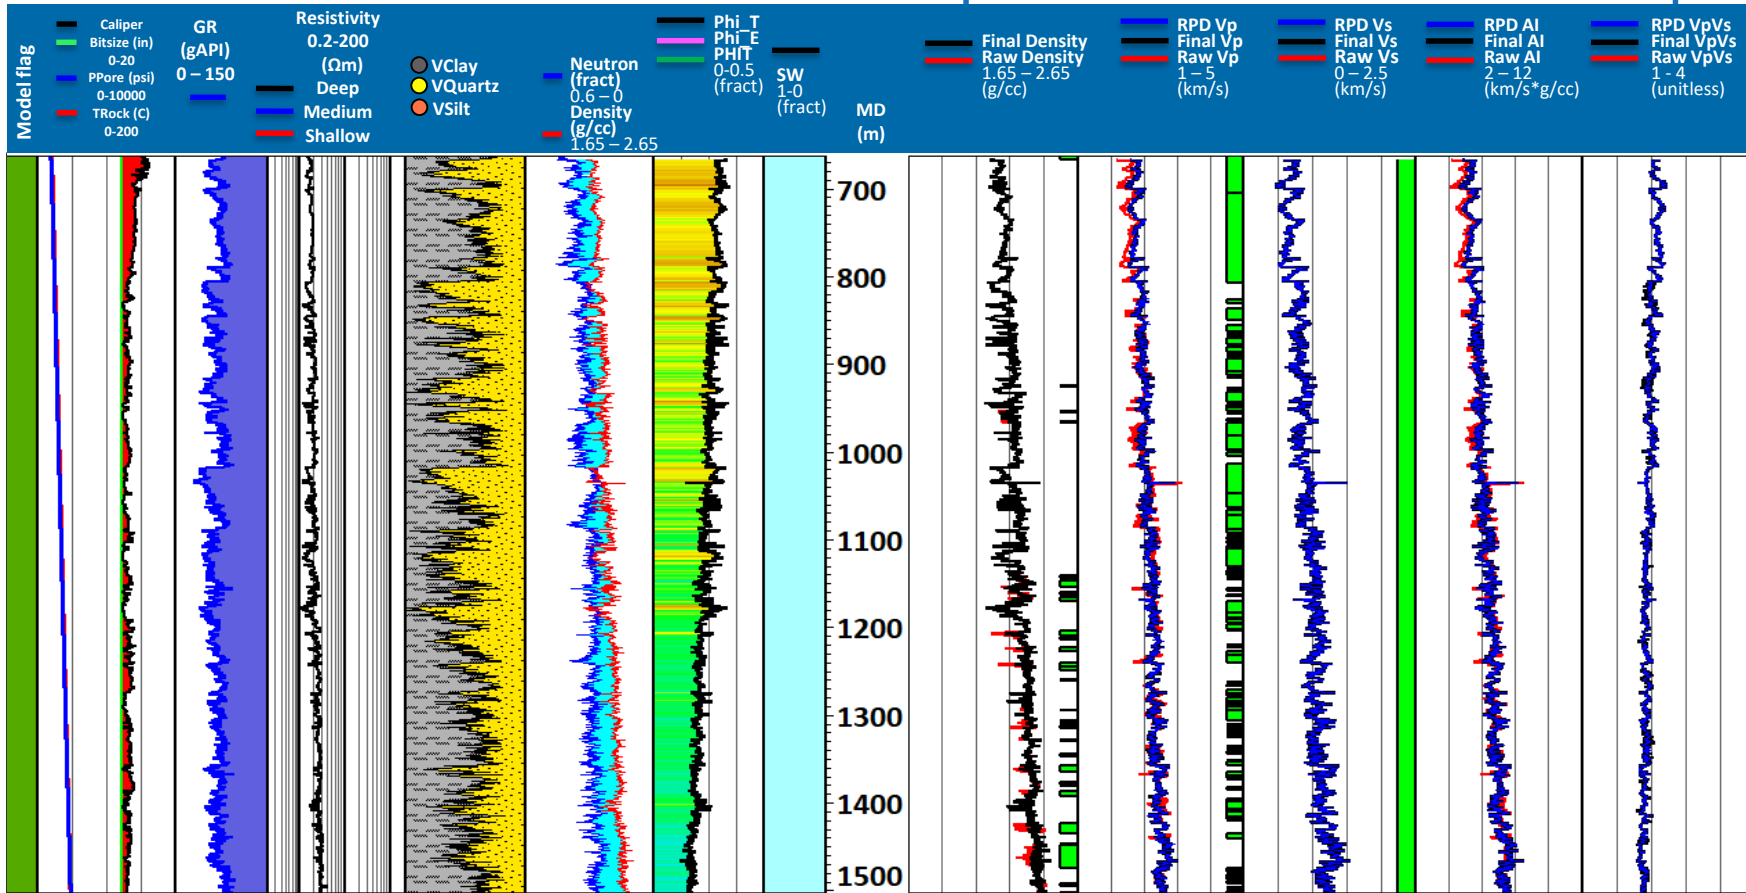 Model flag
Caliper
Bitsize (in)
0-20
PPore (psi)
0-10000
TRock (C)
0-200
GR
(gAPI)
0 – 150
Resistivity
0.2-200
(Ωm)
Deep
Medium
Shallow
VClay
VQuartz
VSilt
Neutron
(fract)
0.6 – 0
Density
(g/cc)
1.65 – 2.65
Phi_T
Phi_E
PHIT
0-0.5
(fract)
SW
1-0
(fract)
MD
(m)
Final Density
Raw Density
1.65 – 2.65
(g/cc)
RPD Vp
Final Vp
Raw Vp
1 – 5
(km/s)
RPD Vs
Final Vs
Raw Vs
0 – 2.5
(km/s)
RPD AI
Final AI
Raw AI
2 – 12
(km/s*g/cc)
RPD VpVs
Final VpVs
Raw VpVs
1 - 4
(unitless)
700
800
900
1000
1100
1200
1300
1400
1500